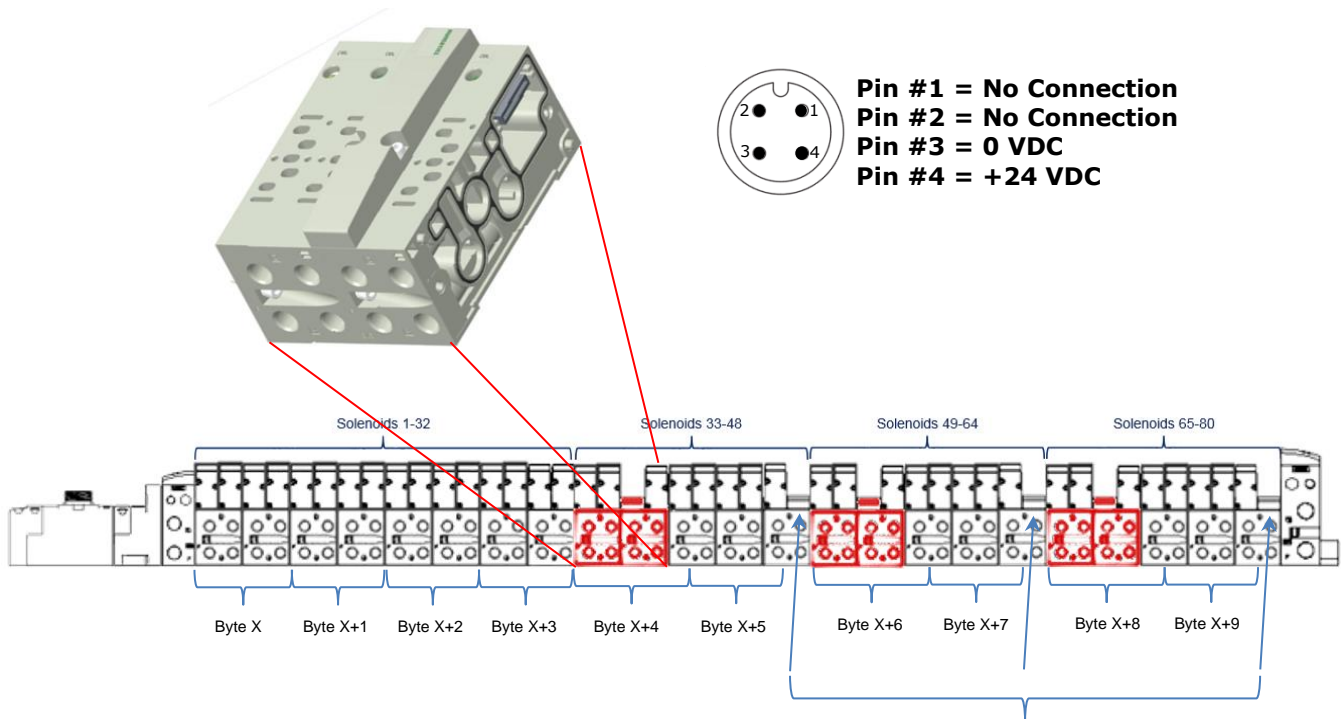 2
1
3
4
Pin #1 = No Connection
Pin #2 = No Connection
Pin #3 = 0 VDC
Pin #4 = +24 VDC
Solenoids 1-32
Solenoids 33-48
Solenoids 49-64
Solenoids 65-80
Byte X
Byte X+1
Byte X+2
Byte X+3
Byte X+4
Byte X+5
Byte X+6
Byte X+7
Byte X+8
Byte X+9